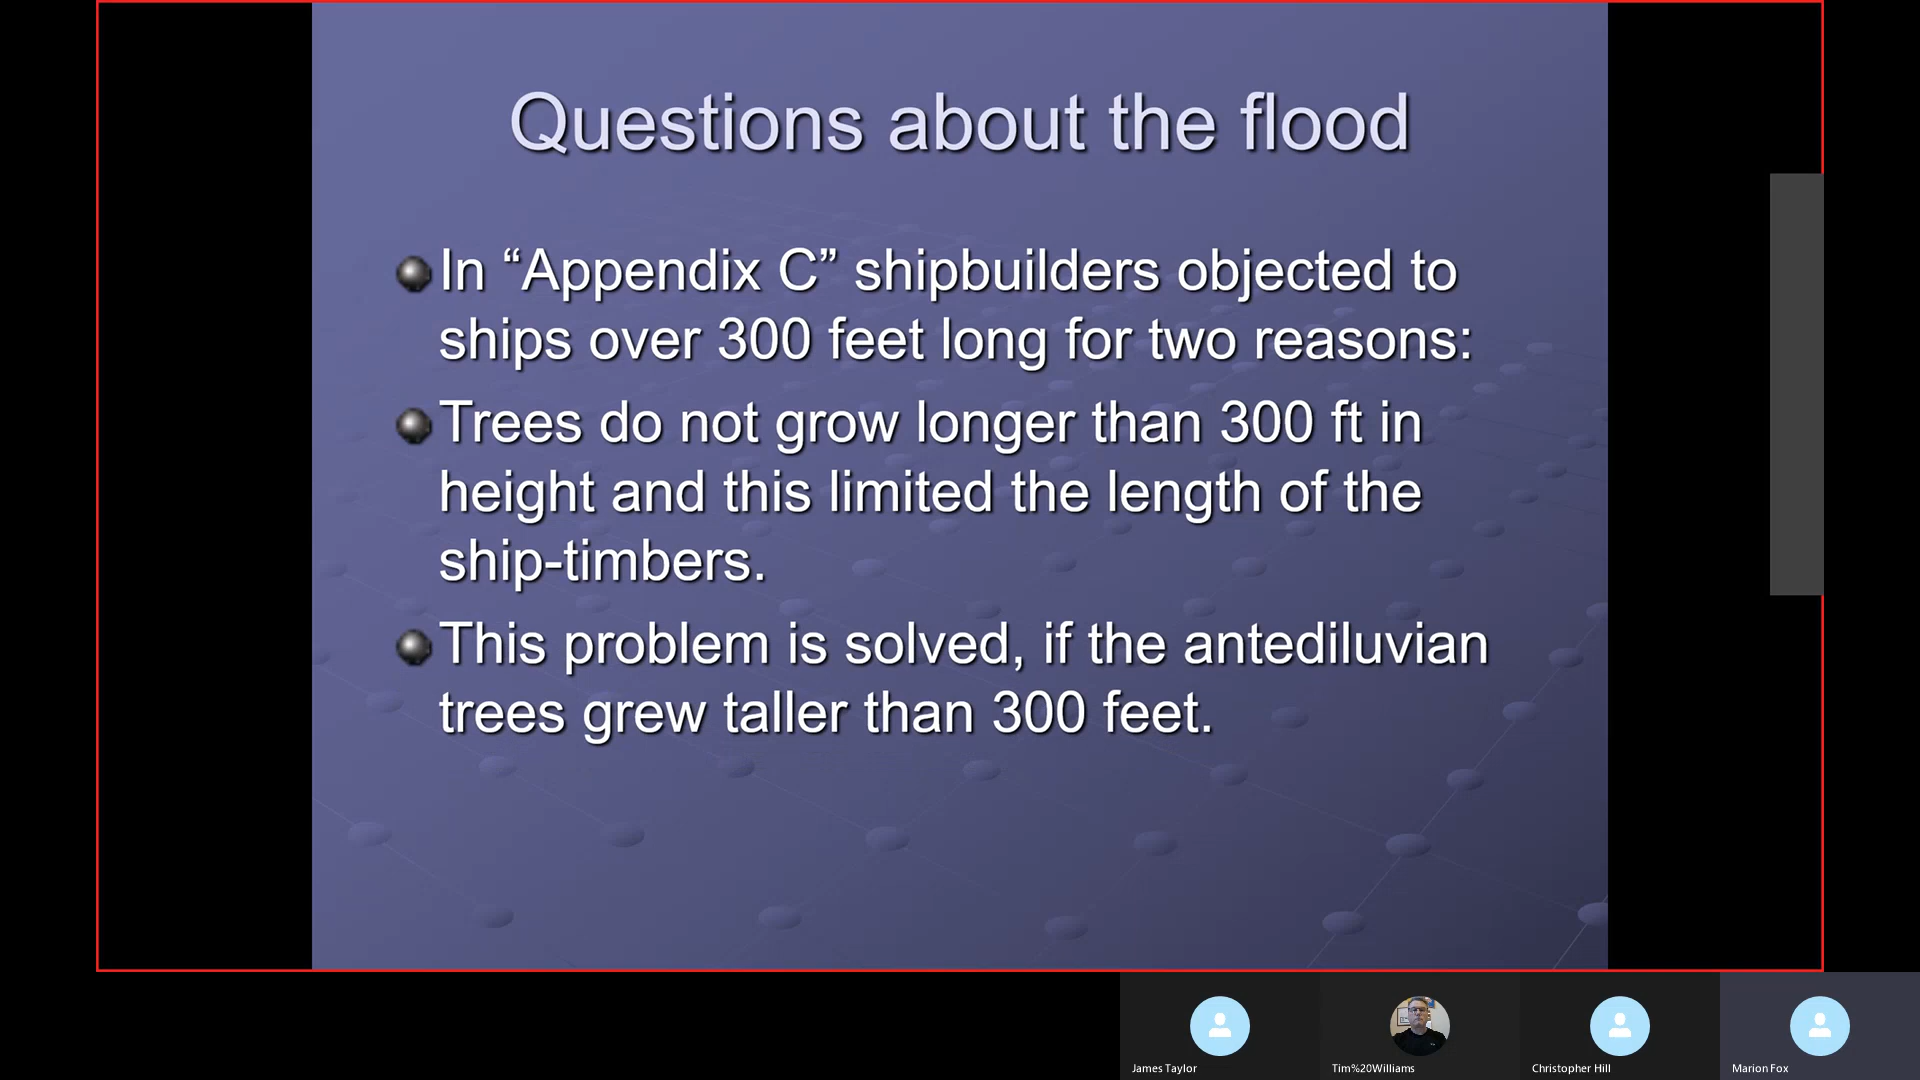 Questions about the flood
In “Appendix C” shipbuilders objected to
ships over 300 feet long for two reasons:
Trees do not grow longer than 300 ft in
height and this limited the length of the
ship-timbers.
This problem is solved, if the antediluvian
trees grew taller than 300 feet.
James Taylor
Tim%20Williams
Christopher Hill
Marion Fox